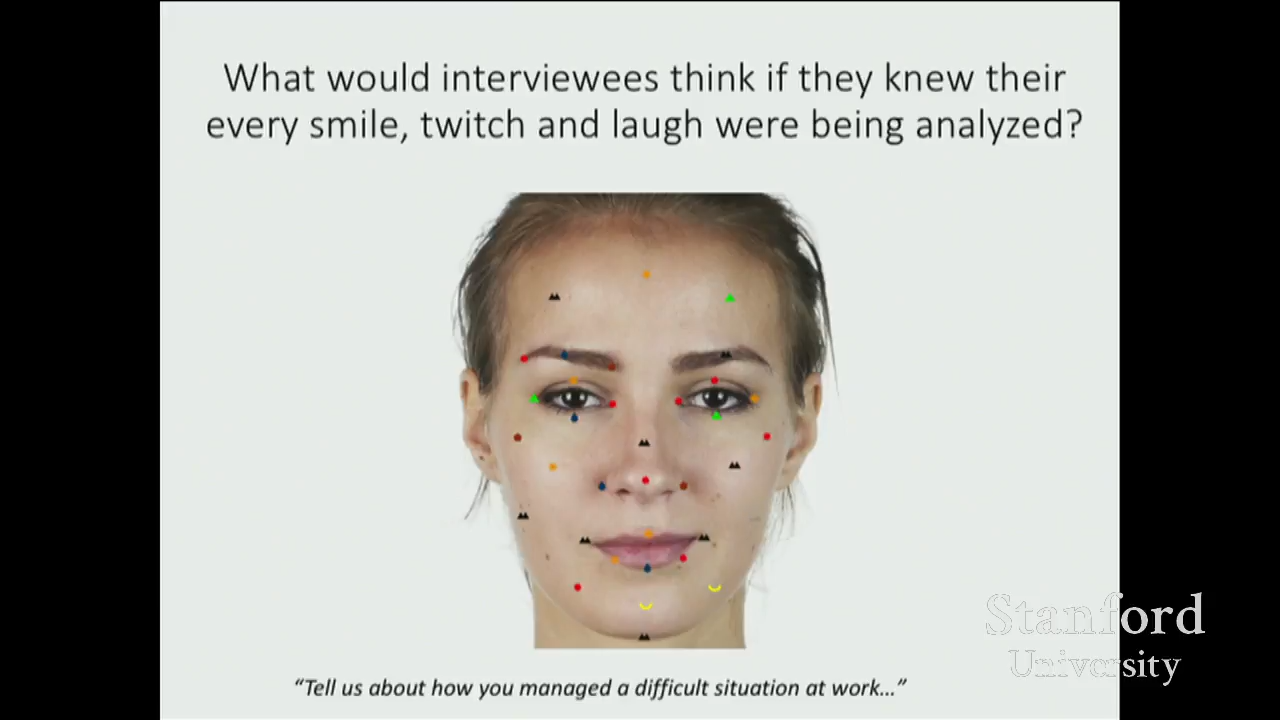 What would interviewees think if they knew their
every smile, twitch and laugh were being analyzed?
“Tell us about how you managed a difficult situation at work...”
Stanford
University